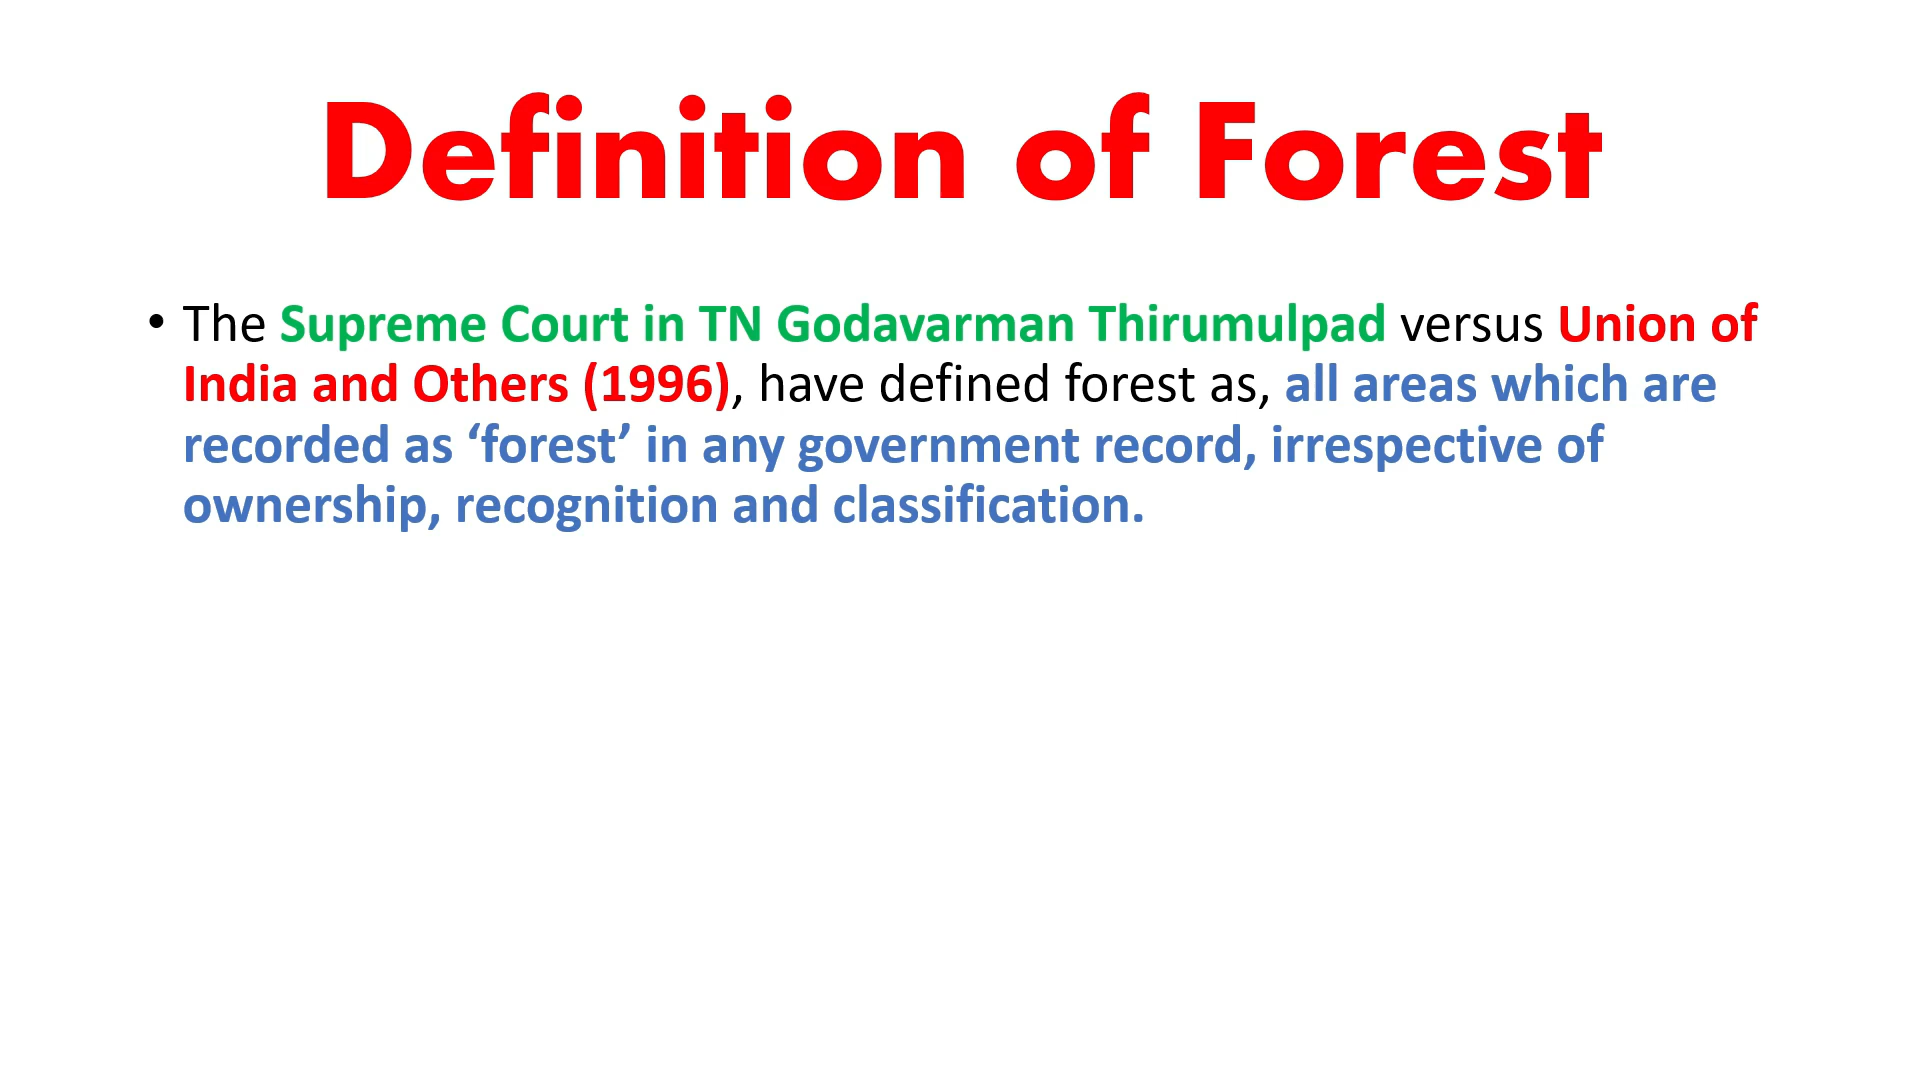 Definition of Forest
• The Supreme Court in TN Godavarman Thirumulpad versus Union of
India and Others (1996), have defined forest as, all areas which are
recorded as ‘forest’ in any government record, irrespective of
ownership, recognition and classification.